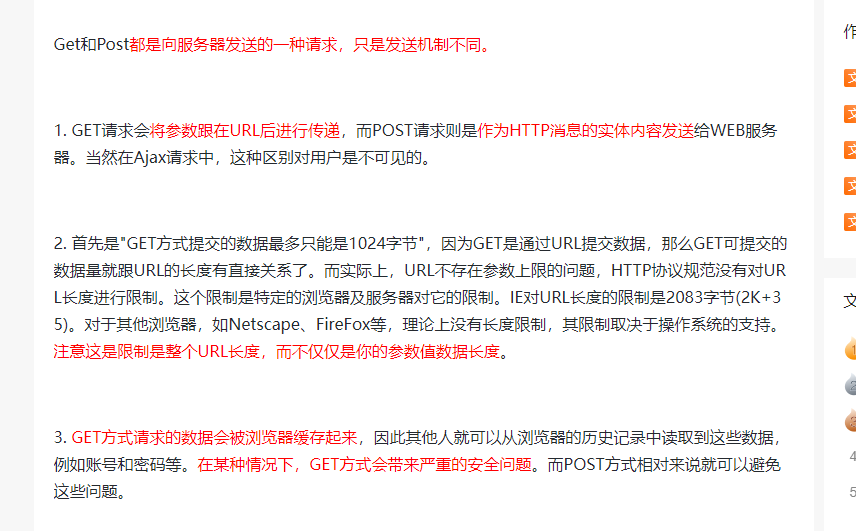 Get和Post都是向服务器发送的一种请求，只是发送机制不同。
作
1. GET请求会将参数跟在URL后进行传递，而POST请求则是作为HTTP消息的实体内容发送给WEB服务
器。当然在Ajax请求中，这种区别对用户是不可见的。
2. 首先是"GET方式提交的数据最多只能是1024字节"，因为GET是通过URL提交数据，那么GET可提交的
数据量就跟URL的长度有直接关系了。而实际上，URL不存在参数上限的问题，HTTP协议规范没有对UR
L长度进行限制。这个限制是特定的浏览器及服务器对它的限制。IE对URL长度的限制是2083字节(2K+3
5)。对于其他浏览器，如Netscape、FireFox等，理论上没有长度限制，其限制取决于操作系统的支持。
注意这是限制是整个URL长度，而不仅仅是你的参数值数据长度。
文
3. GET方式请求的数据会被浏览器缓存起来，因此其他人就可以从浏览器的历史记录中读取到这些数据，
例如账号和密码等。在某种情况下，GET方式会带来严重的安全问题。而POST方式相对来说就可以避免
这些问题。
4
5